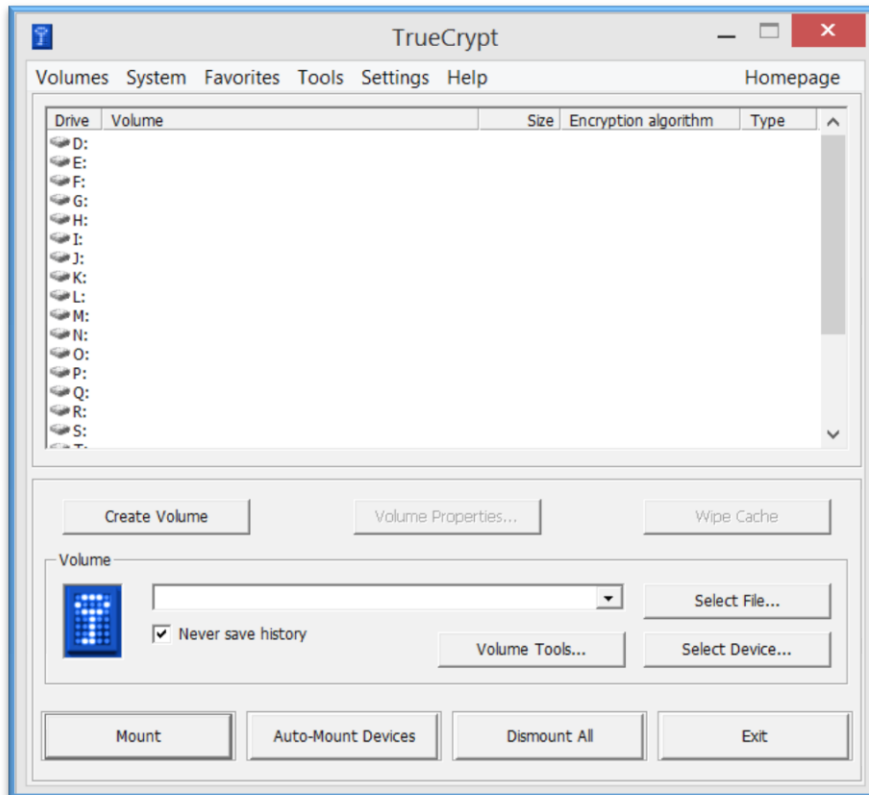 TrueCrypt
Volumes System Favorites Tools Settings Help Homepage
Drive Volume Size Encryption algorithm Type
D:
E:
F:
G:
H:
I:
J:
K:
L:
M:
N:
O:
P:
Q:
R:
S:
T:
Create Volume Volume Properties... Wipe Cache
Volume
Select File...
Never save history
Volume Tools... Select Device...
Mount Auto-Mount Devices Dismount All Exit